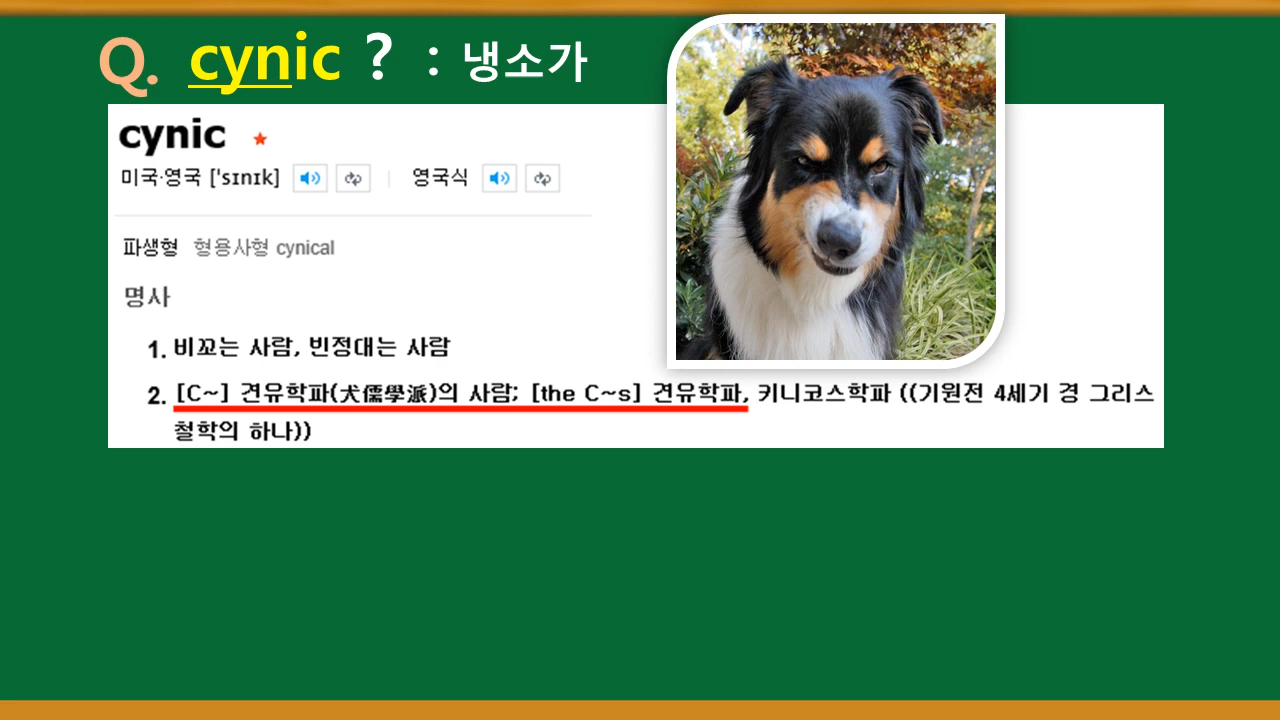 Q. cynic ? : 냉소가
cynic
미국·영국 ['sɪnɪk] 영국식
파생형 형용사형 cynical
명사
1. 비꼬는 사람, 빈정대는 사람
2. [C~] 견유학파(犬儒學派)의 사람; [the C~s] 견유학파, 키니코스학파 ((기원전 4세기 경 그리스
철학의 하나))